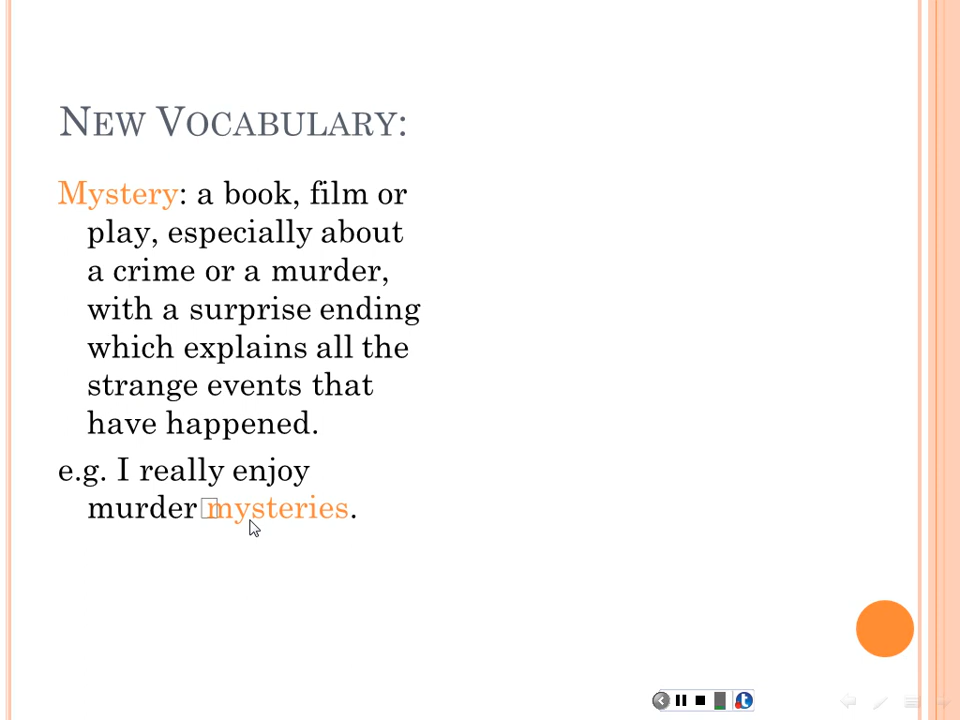 NEW VOCABULARY:
Mystery: a book, film or
play, especially about
a crime or a murder,
with a surprise ending
which explains all the
strange events that
have happened.
e.g. I really enjoy
murder mysteries.